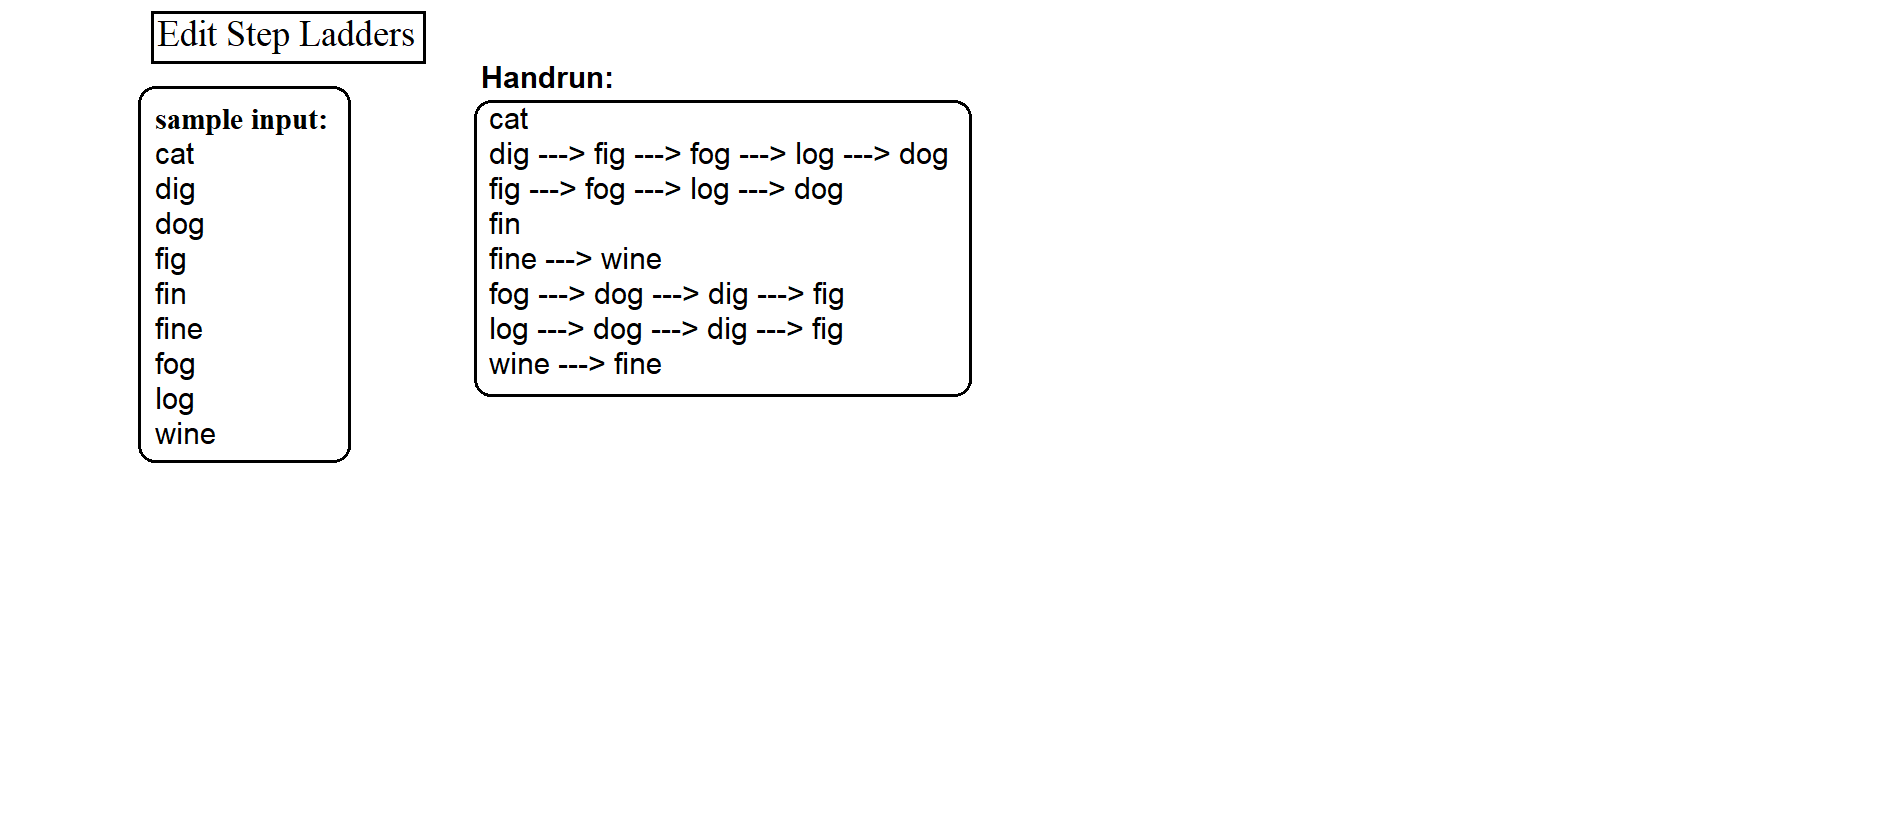 Edit Step Ladders
sample input:
cat
dig
dog
fig
fin
fine
fog
log
wine
Handrun:
cat
dig ---> fig ---> fog ---> log ---> dog
fig ---> fog ---> log ---> dog
fin
fine ---> wine
fog ---> dog ---> dig ---> fig
log ---> dog ---> dig ---> fig
wine ---> fine